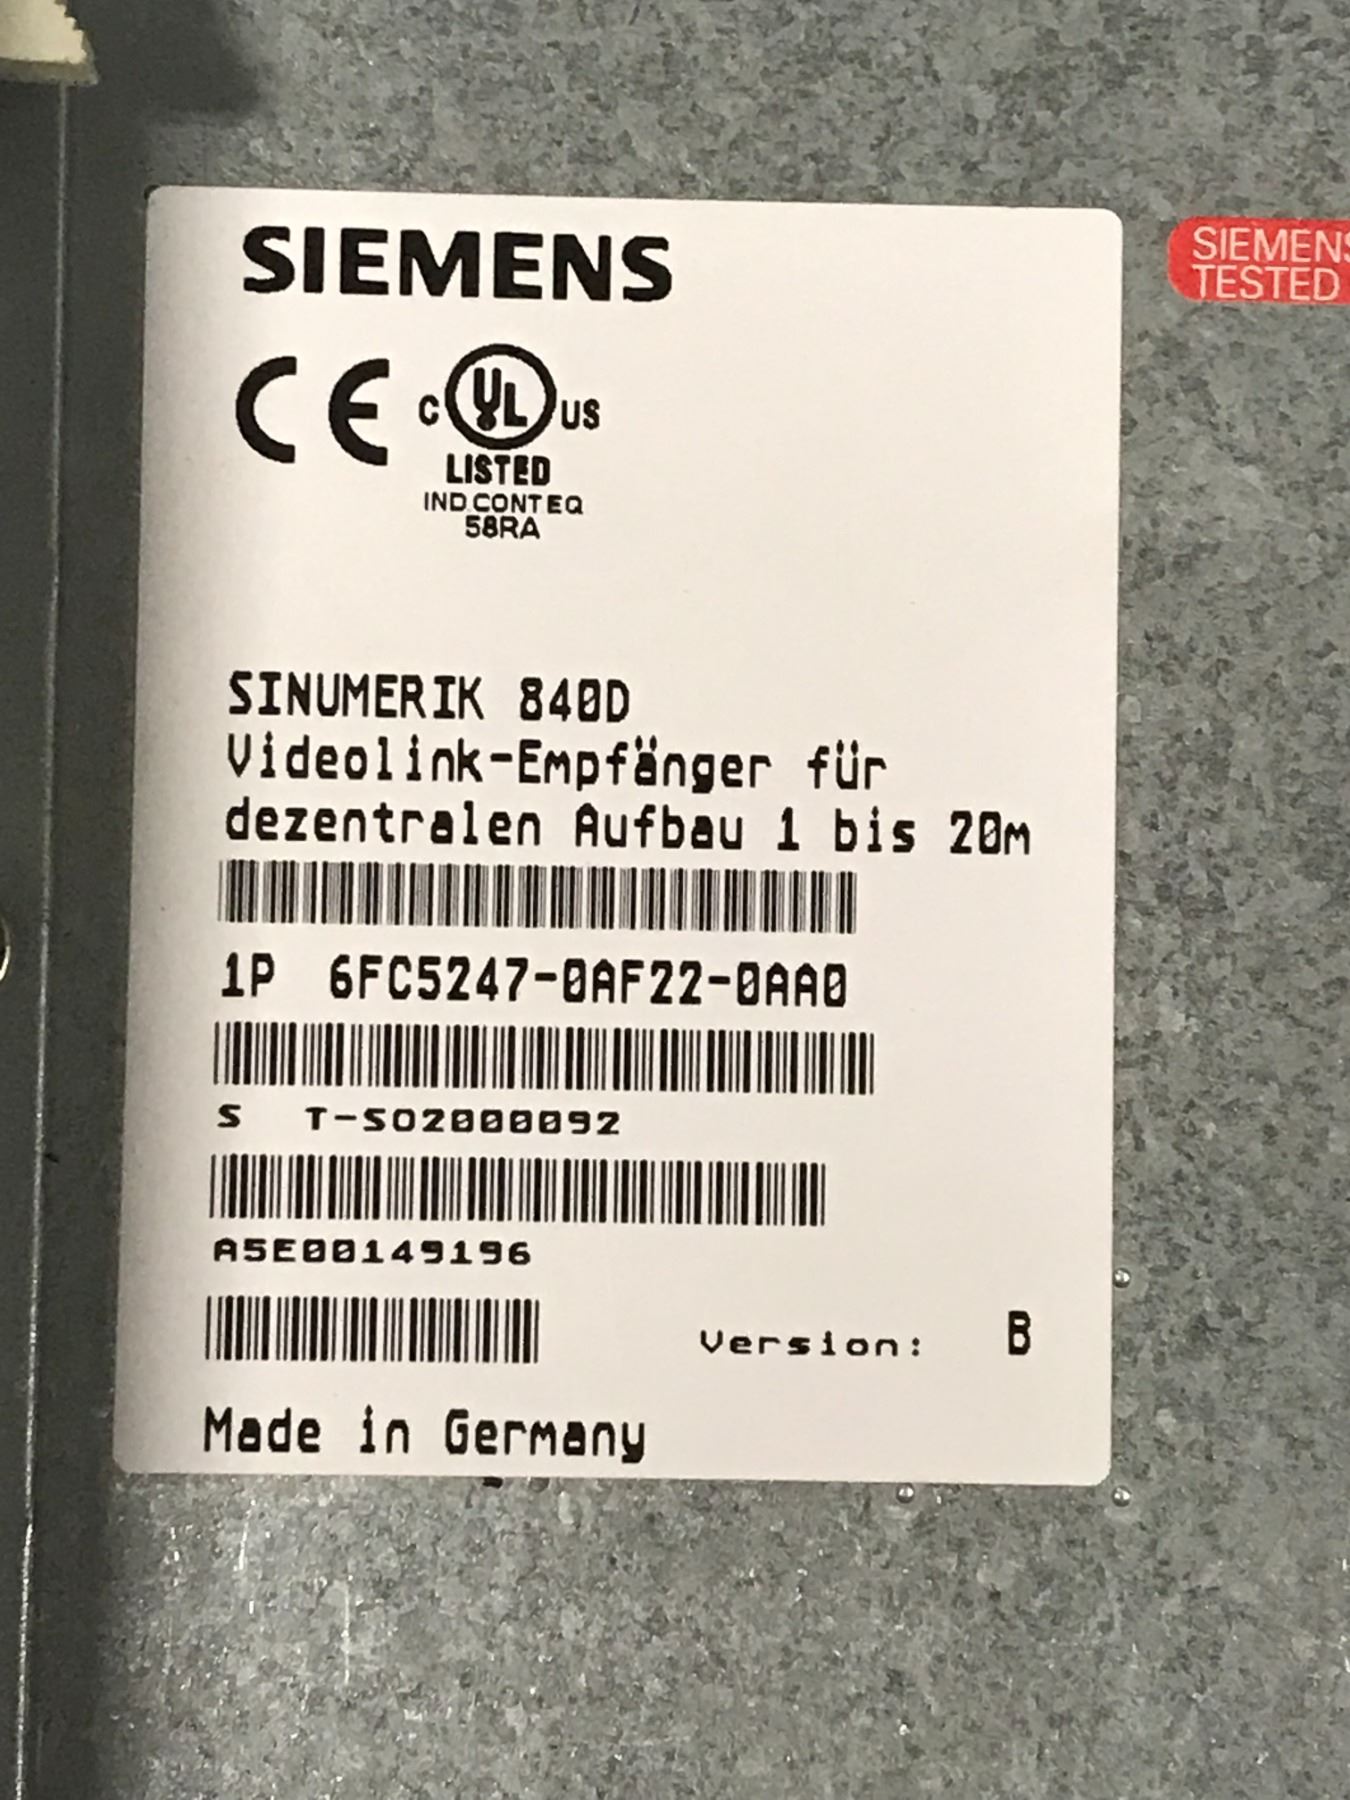 SIEMENS
SIEMENS
TESTED
CE C UL US
LISTED
IND.CONT.EQ
58RA
SINUMERIK 840D
Videolink-Empfänger für
dezentralen Aufbau 1 bis 20m
1P 6FC5247-0AF22-0AA0
S T-SO2000092
A5E00149196
Version: B
Made in Germany